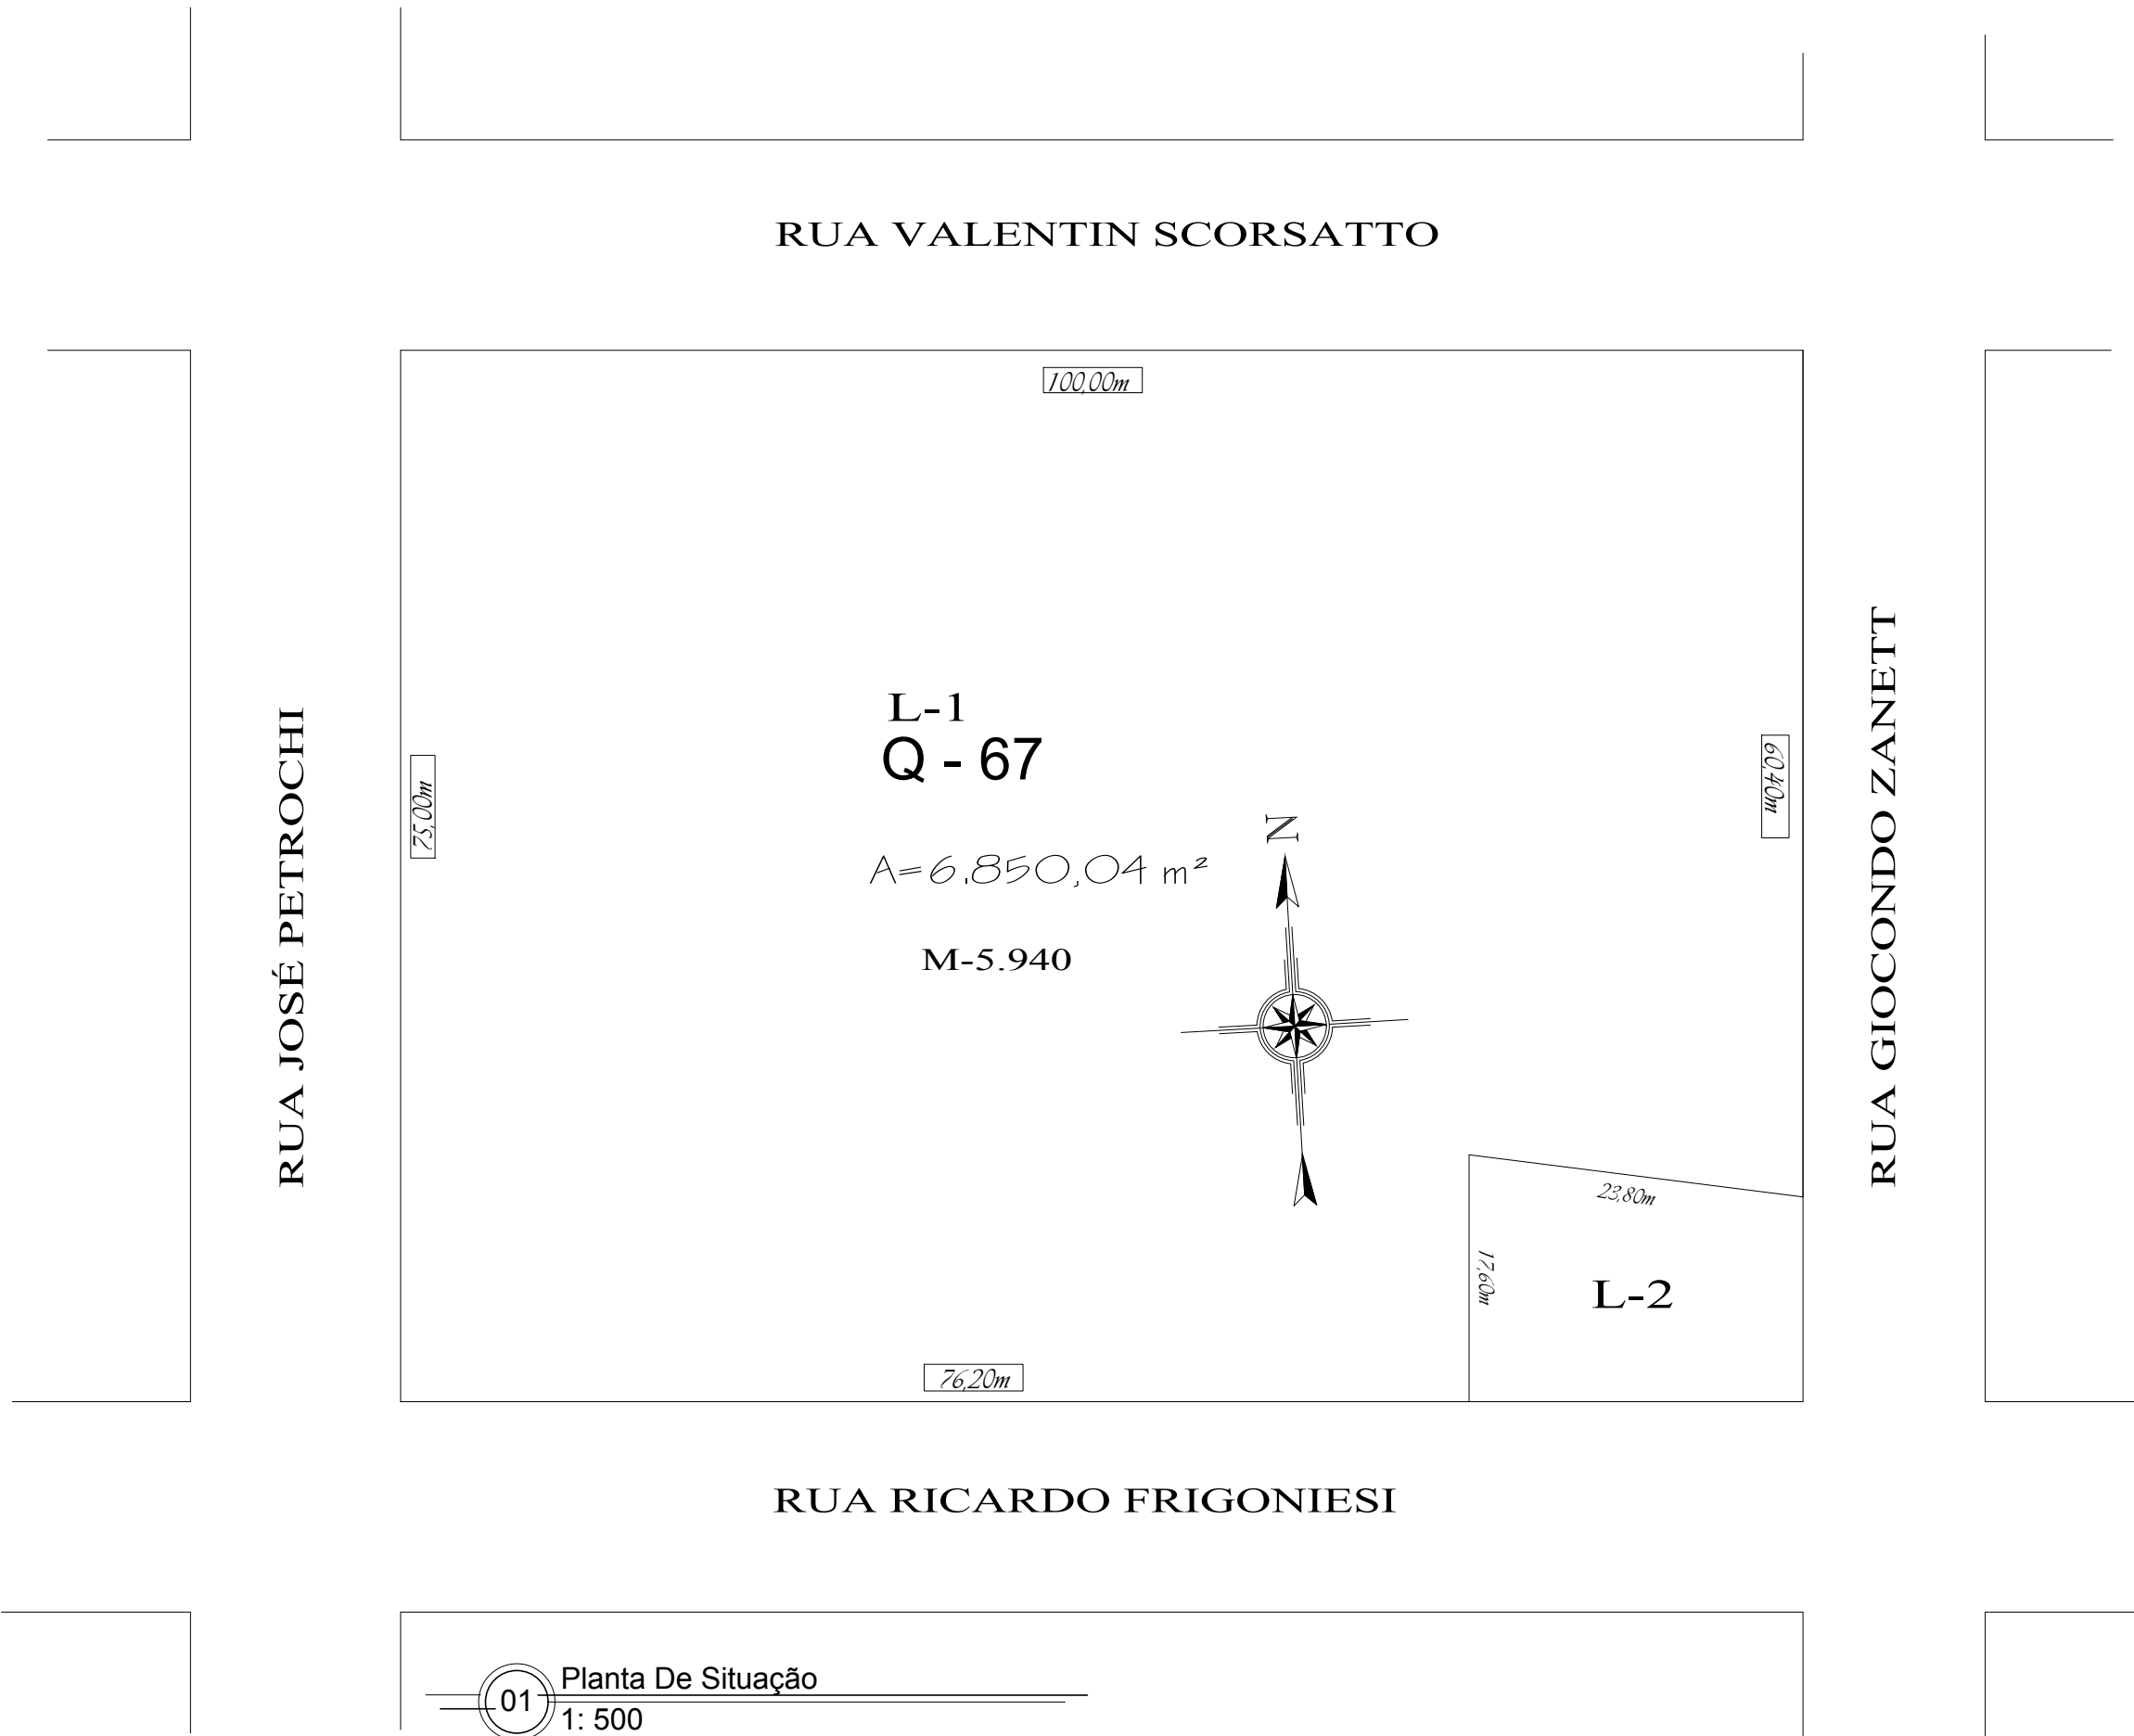 RUA VALENTIN SCORSATTO
100,00m
L-1
Q - 67
RUA JOSÉ PETROCHI
75,00m
60,40m
RUA GIOCONDO ZANETT
N
A=6.850,04 m²
M-5.940
23,80m
17,60m
L-2
76,20m
RUA RICARDO FRIGONIESI
01
Planta De Situação
1: 500